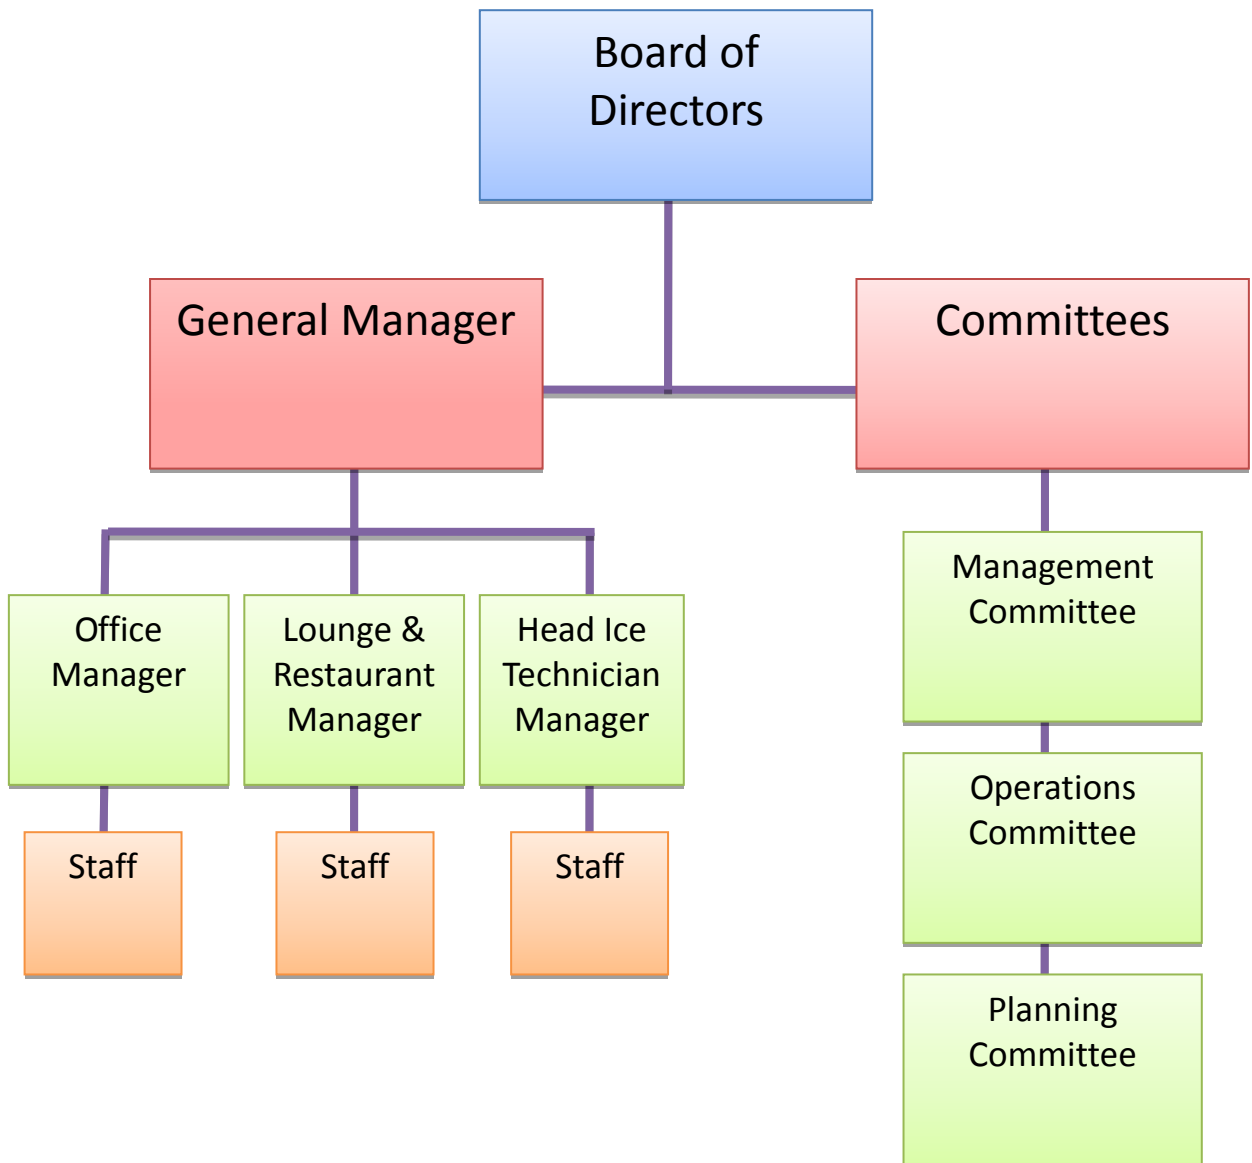 Board of
Directors
General Manager
Committees
Office
Manager
Lounge &
Restaurant
Manager
Head Ice
Technician
Manager
Management
Committee
Operations
Committee
Staff
Staff
Staff
Planning
Committee